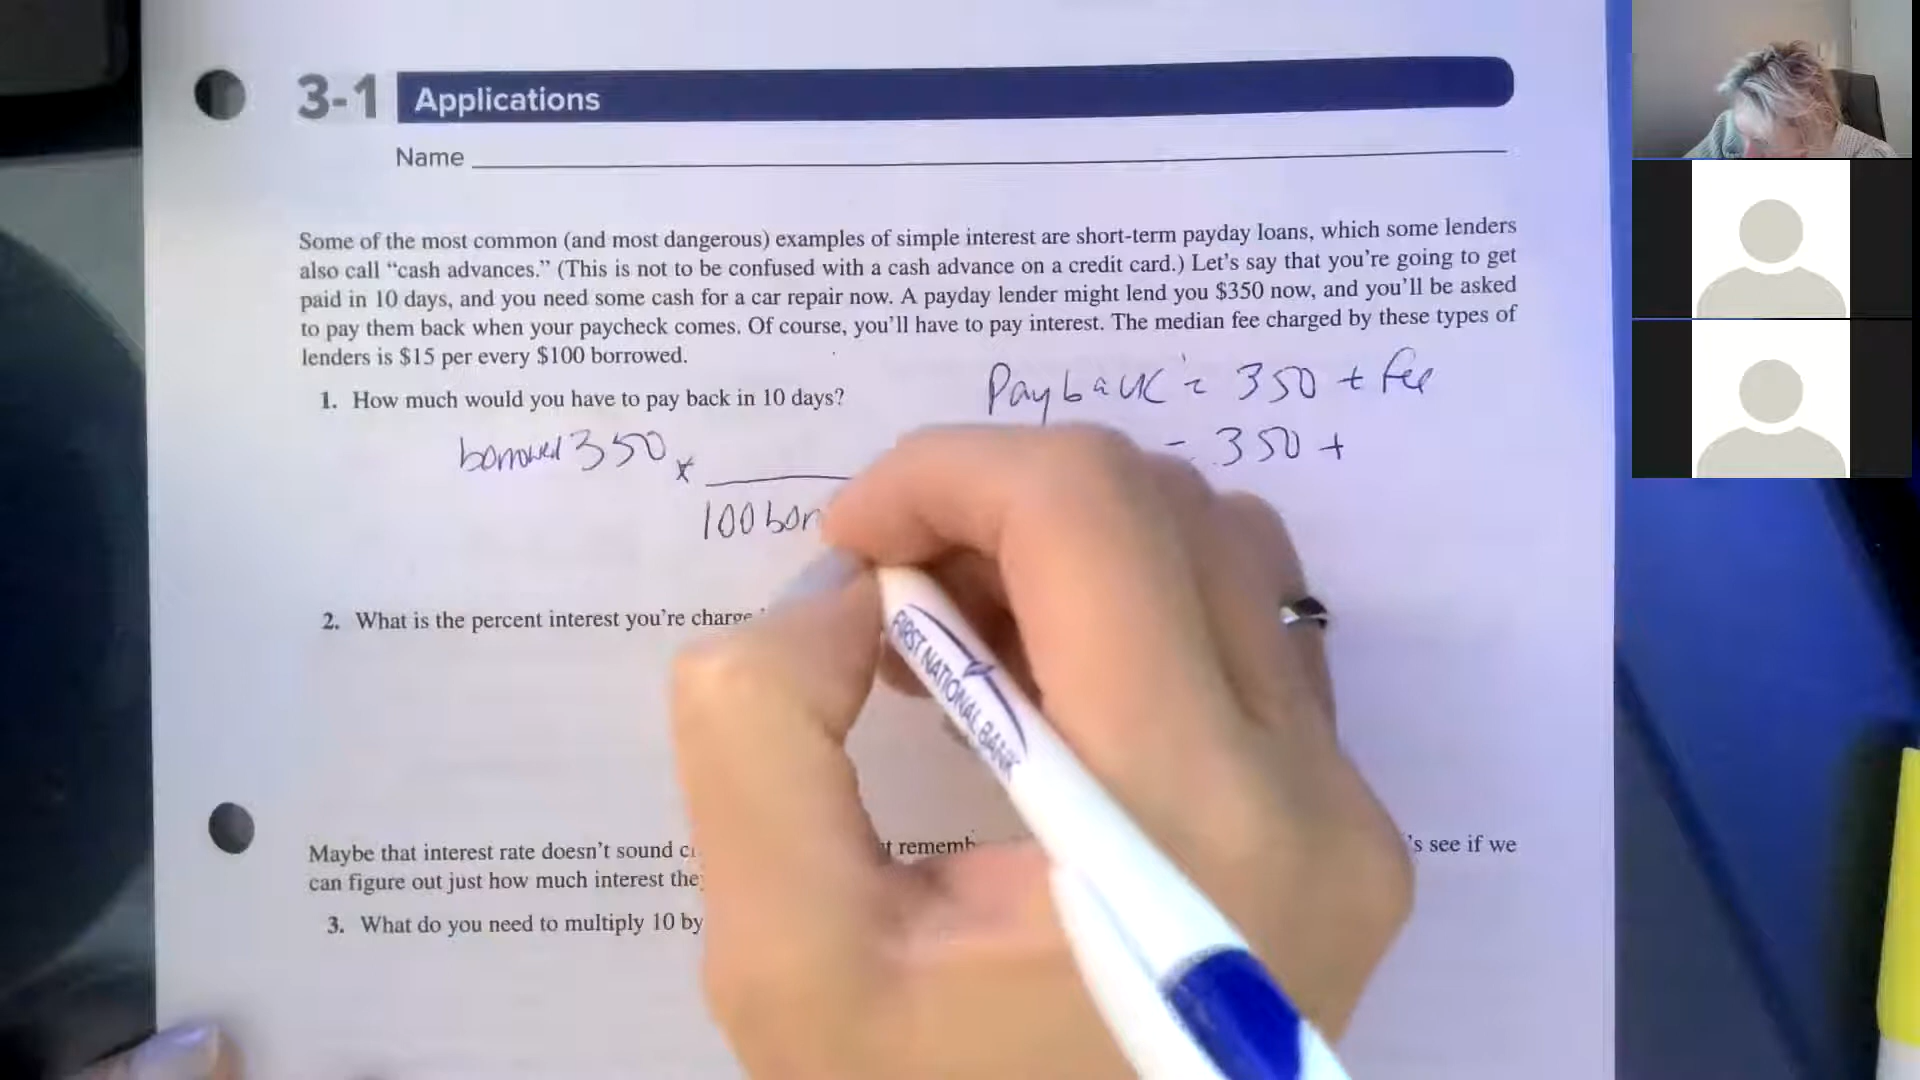 3-1 Applications
Name
Some of the most common (and most dangerous) examples of simple interest are short-term payday loans, which some lenders
also call “cash advances.” (This is not to be confused with a cash advance on a credit card.) Let’s say that you’re going to get
paid in 10 days, and you need some cash for a car repair now. A payday lender might lend you $350 now, and you’ll be asked
to pay them back when your paycheck comes. Of course, you’ll have to pay interest. The median fee charged by these types of
lenders is $15 per every $100 borrowed.
Payback = 350 + fee
1. How much would you have to pay back in 10 days?
borrowed 350 x
= 350 +
100 bor
2. What is the percent interest you’re charge
FIRST NATIONAL BANK
Maybe that interest rate doesn’t sound rememb ’s see if we
can figure out just how much interest the
3. What do you need to multiply 10 by